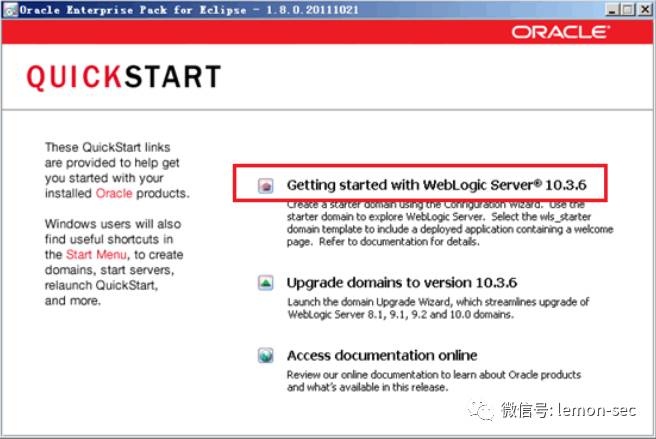 Oracle Enterprise Pack for Eclipse - 1.8.0.20111021
ORACLE®
QUICKSTART
These QuickStart links
are provided to help get
you started with your
installed Oracle products.
Windows users will also
find useful shortcuts in
the Start Menu, to create
domains, start servers,
relaunch QuickStart,
and more.
Getting started with WebLogic Server® 10.3.6
Create a starter domain using the Configuration Wizard. Use the
starter domain to explore WebLogic Server. Select the wls_starter
domain template to include a deployed application containing a welcome
page. Refer to documentation for details.
Upgrade domains to version 10.3.6
Launch the domain Upgrade Wizard, which streamlines upgrade of
WebLogic Server 8.1, 9.1, 9.2 and 10.0 domains.
Access documentation online
Review our online documentation to learn about Oracle products
and what's available in this release.
微信号: lemon-sec